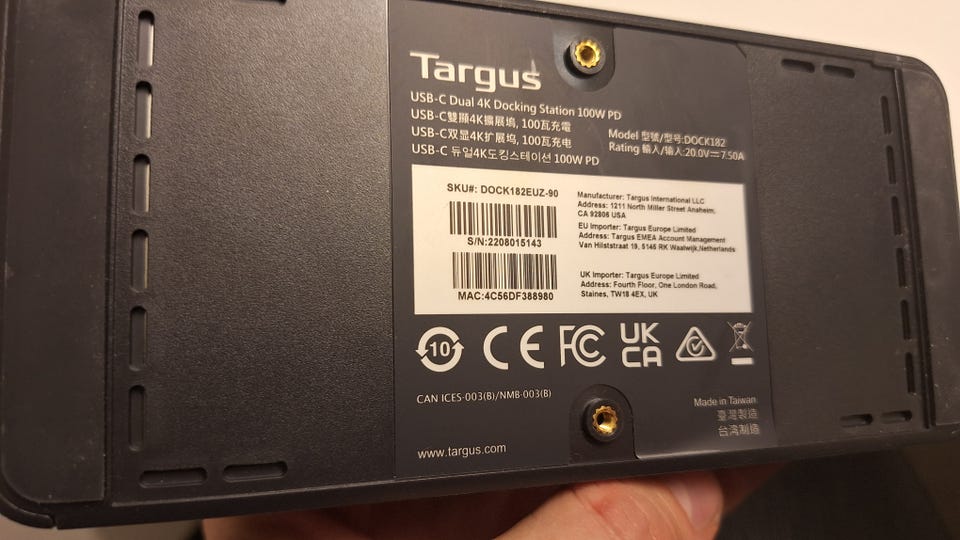 Targus
USB-C Dual 4K Docking Station 100W PD
USB-C雙顯4K擴展塢, 100瓦充電
USB-C双显4K扩展坞, 100瓦充电
USB-C 듀얼4K도킹스테이션 100W PD
Model 型號/型号:DOCK182
Rating 輸入/输入:20.0V⎓7.50A
SKU#: DOCK182EUZ-90
S/N:2208015143
MAC:4C56DF388980
Manufacturer: Targus International LLC
Address: 1211 North Miller Street Anaheim,
CA 92806 USA
EU Importer: Targus Europe Limited
Address: Targus EMEA Account Management
Van Hilststraat 19, 5145 RK Waalwijk,Netherlands
UK Importer: Targus Europe Limited
Address: Fourth Floor, One London Road,
Staines, TW18 4EX, UK
10
CE
FC
UK
CA
CAN ICES-003(B)/NMB-003(B)
Made in Taiwan
臺灣製造
台湾制造
www.targus.com